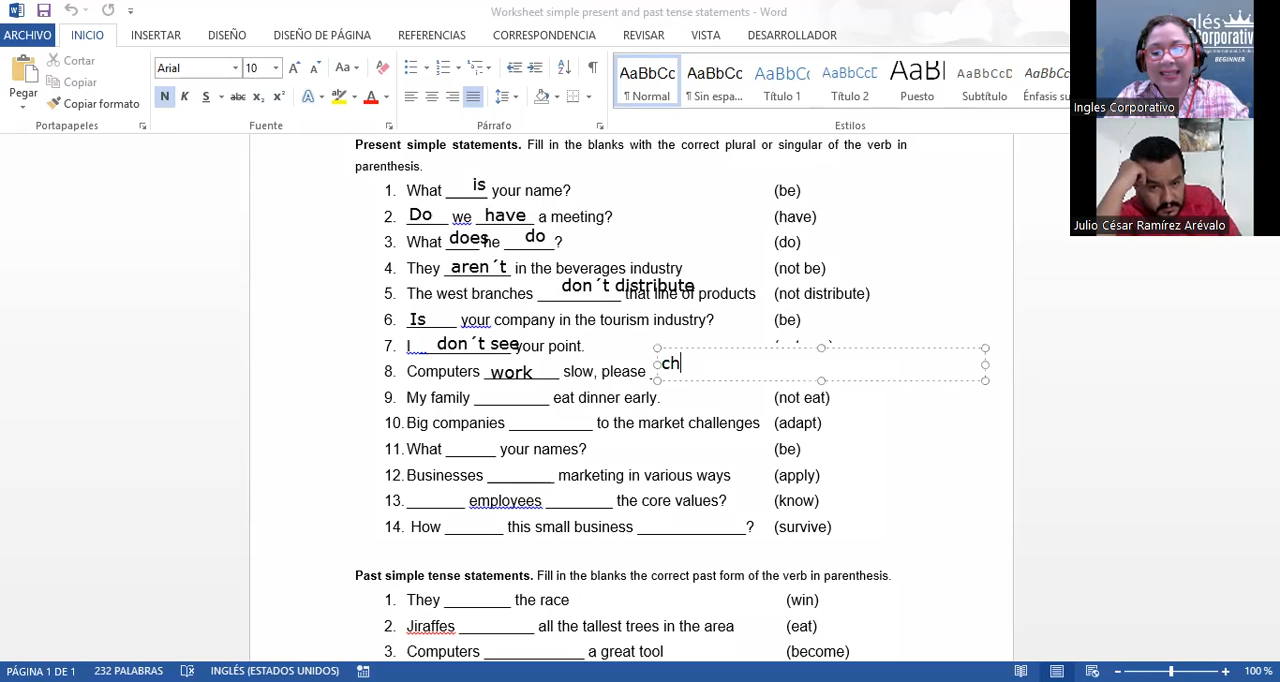 Worksheet simple present and past tense statements - Word
ARCHIVO INICIO INSERTAR DISEÑO DISEÑO DE PÁGINA REFERENCIAS CORRESPONDENCIA REVISAR VISTA DESARROLLADOR
Pegar
Cortar
Copiar
Copiar formato
Portapapeles
Arial 10
N K S abc x₂ x²
Fuente
Párrafo
AaBbCc AaBbCc AaBbCc AaBbCcD AaBl AaBbCcD AaBbCc
¶ Normal ¶ Sin espa... Título 1 Título 2 Puesto Subtítulo Énfasis su
Estilos
BEGINNER
Ingles Corporativo
Julio César Ramírez Arévalo
Present simple statements. Fill in the blanks with the correct plural or singular of the verb in
parenthesis.
1. What is your name? (be)
2. Do we have a meeting? (have)
3. What does he do ? (do)
4. They aren´t in the beverages industry (not be)
5. The west branches don´t distribute that line of products (not distribute)
6. Is your company in the tourism industry? (be)
7. I don´t see your point.
8. Computers work slow, please ch
9. My family _________ eat dinner early. (not eat)
10. Big companies __________ to the market challenges (adapt)
11. What ______ your names? (be)
12. Businesses ________ marketing in various ways (apply)
13. _______ employees ________ the core values? (know)
14. How _______ this small business _____________? (survive)
Past simple tense statements. Fill in the blanks the correct past form of the verb in parenthesis.
1. They ________ the race (win)
2. Jiraffes _________ all the tallest trees in the area (eat)
3. Computers ____________ a great tool (become)
PÁGINA 1 DE 1 232 PALABRAS INGLÉS (ESTADOS UNIDOS) 100 %